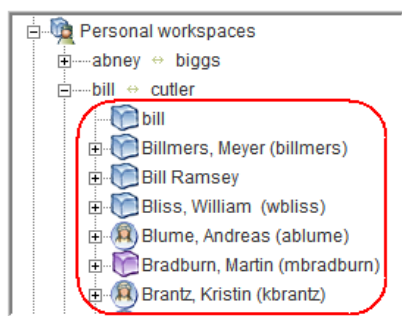 Personal workspaces
abney ↔ biggs
bill ↔ cutler
bill
Billmers, Meyer (billmers)
Bill Ramsey
Bliss, William (wbliss)
Blume, Andreas (ablume)
Bradburn, Martin (mbradburn)
Brantz, Kristin (kbrantz)